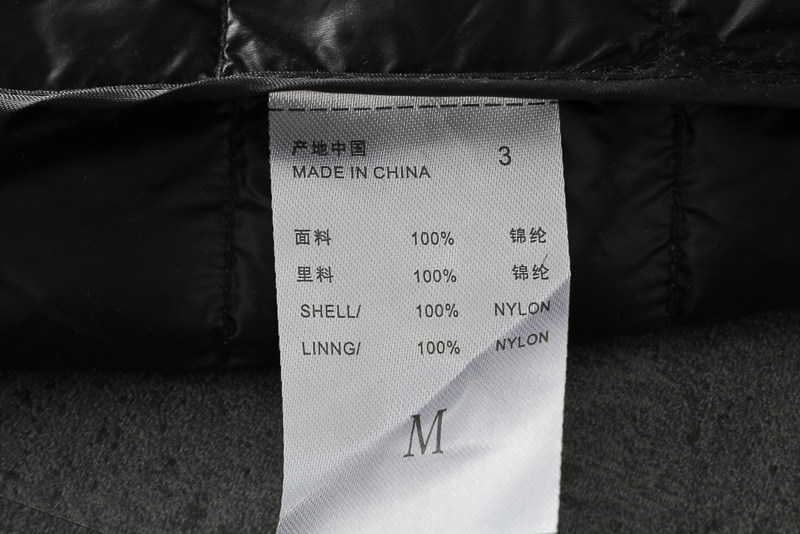 产地中国 3
MADE IN CHINA
面料 100% 锦纶
里料 100% 锦纶
SHELL/ 100% NYLON
LINNG/ 100% NYLON
M